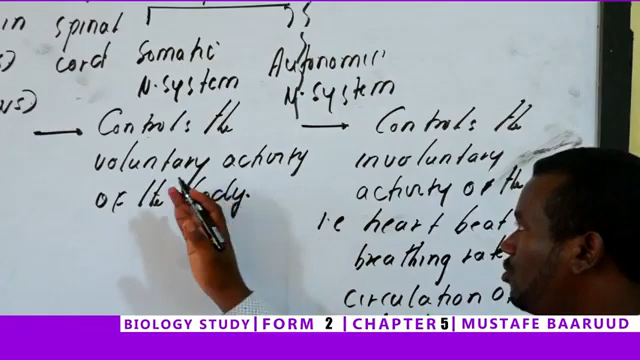 in spinal
cord
Somatic
N.System
Autonomic
N.System
Controls the
voluntary activity
of the body.
Controls the
involuntary
activity of the
i.e heart beat
breathing rate
circulation of
BIOLOGY STUDY| FORM 2 | CHAPTER 5| MUSTAFE BAARUUD